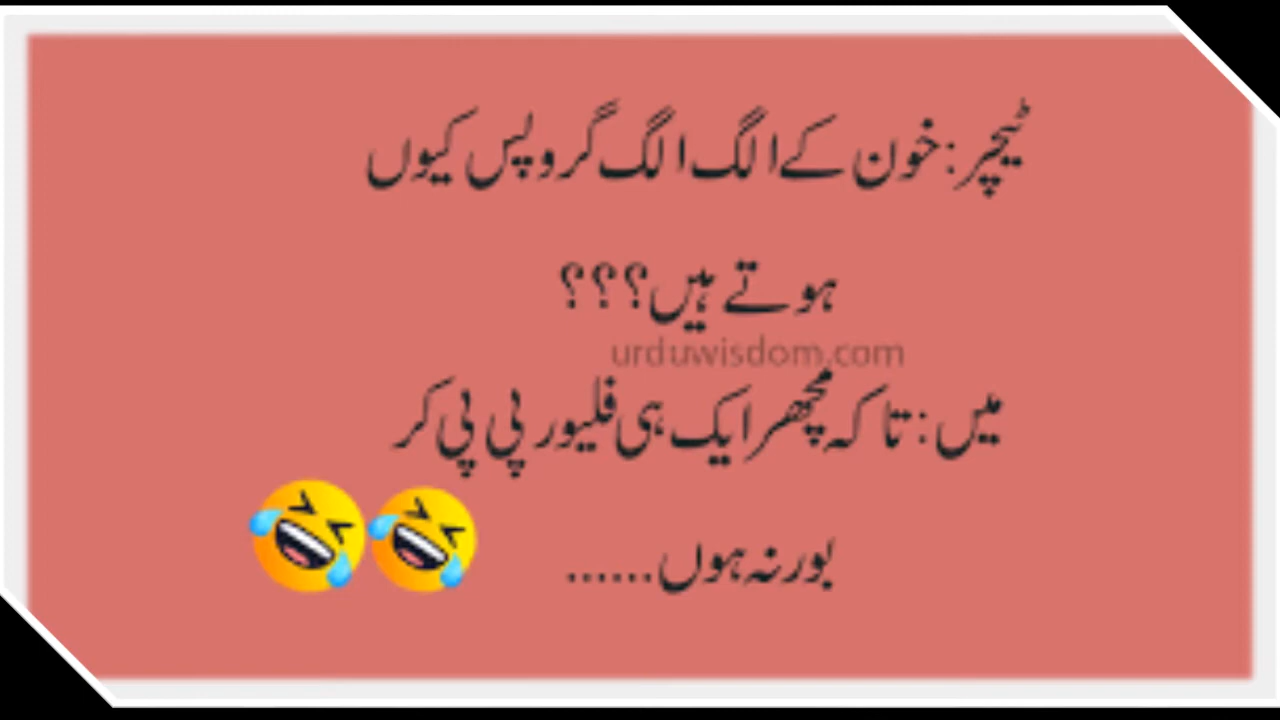 ٹیچر: خون کے الگ الگ گروپس کیوں
ہوتے ہیں؟؟؟
urduwisdom.com
میں: تاکہ مچھر ایک ہی فلیور پی پی کر
بور نہ ہوں......